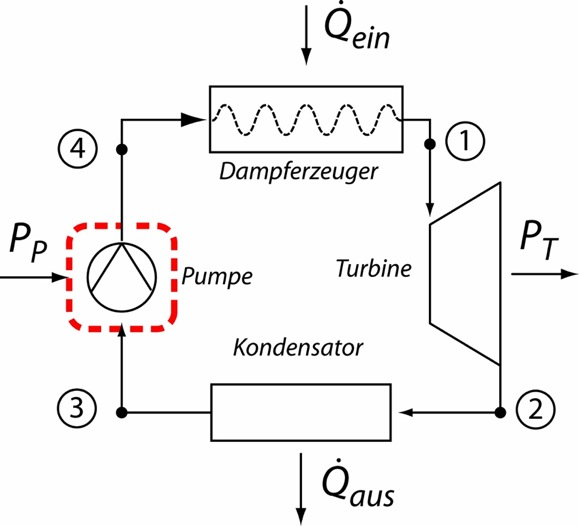 Q̇ein
4
1
Dampferzeuger
PP
Pumpe
Turbine
PT
Kondensator
3
2
Q̇aus